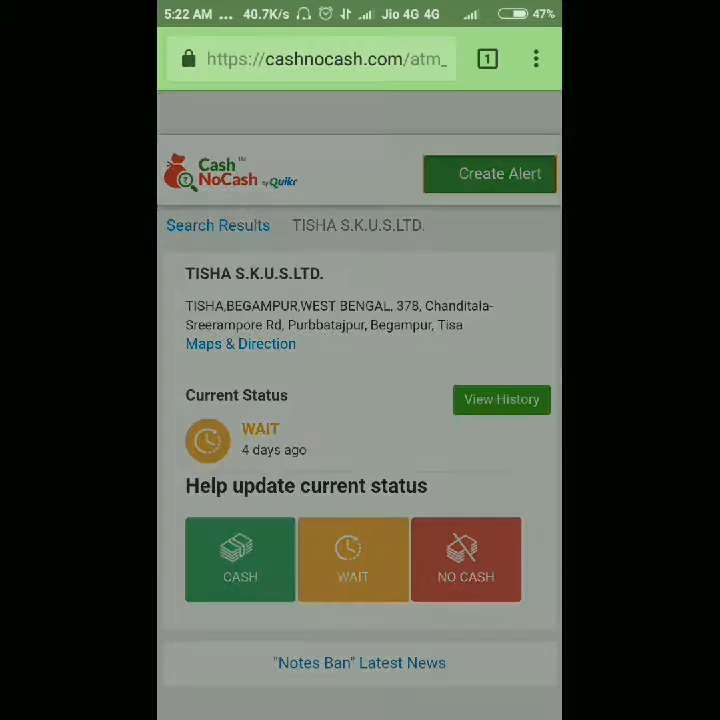 5:22 AM ... 40.7K/s Jio 4G 4G 47%
https://cashnocash.com/atm_
1
Cash TM
NoCash by Quikr
Create Alert
Search Results TISHA S.K.U.S.LTD.
TISHA S.K.U.S.LTD.
TISHA,BEGAMPUR,WEST BENGAL, 378, Chanditala-
Sreerampore Rd, Purbbatajpur, Begampur, Tisa
Maps & Direction
Current Status
View History
WAIT
4 days ago
Help update current status
CASH WAIT NO CASH
"Notes Ban" Latest News